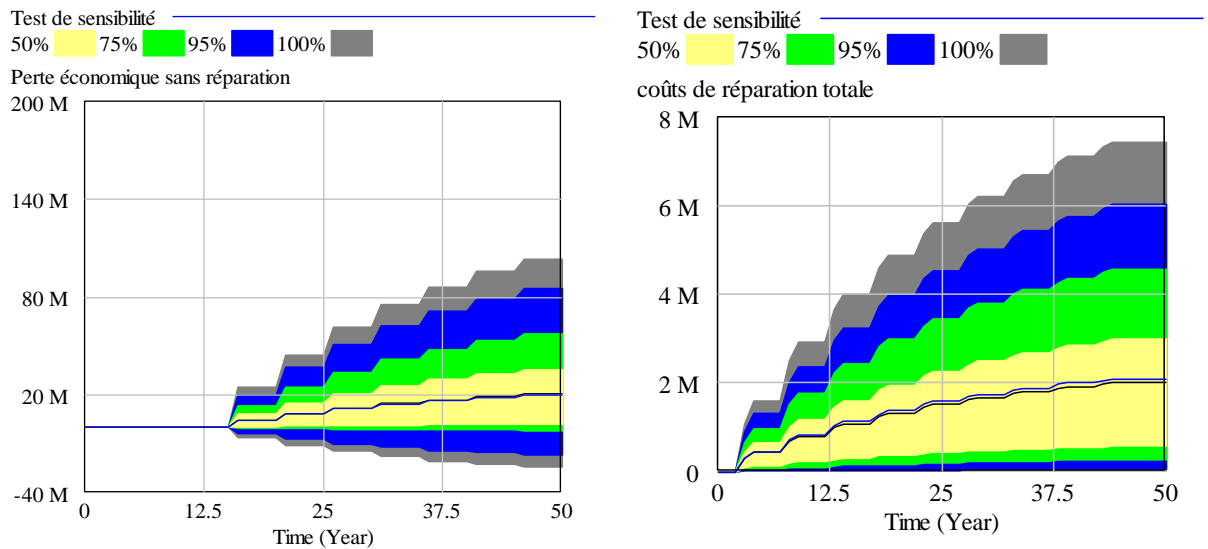 Test de sensibilité
50% 75% 95% 100%
Perte économique sans réparation
200 M
140 M
80 M
20 M
-40 M
0 12.5 25 37.5 50
Time (Year)
Test de sensibilité
50% 75% 95% 100%
coûts de réparation totale
8 M
6 M
4 M
2 M
0
0 12.5 25 37.5 50
Time (Year)